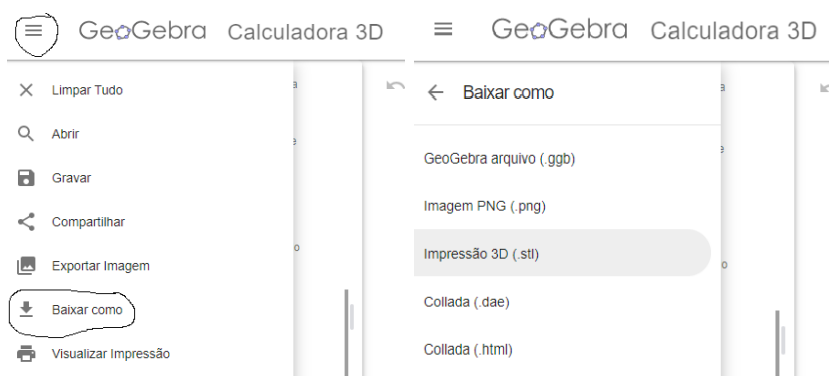 GeoGebra Calculadora 3D
Limpar Tudo
Abrir
Gravar
Compartilhar
Exportar Imagem
Baixar como
Visualizar Impressão
GeoGebra Calculadora 3D
Baixar como
GeoGebra arquivo (.ggb)
Imagem PNG (.png)
Impressão 3D (.stl)
Collada (.dae)
Collada (.html)